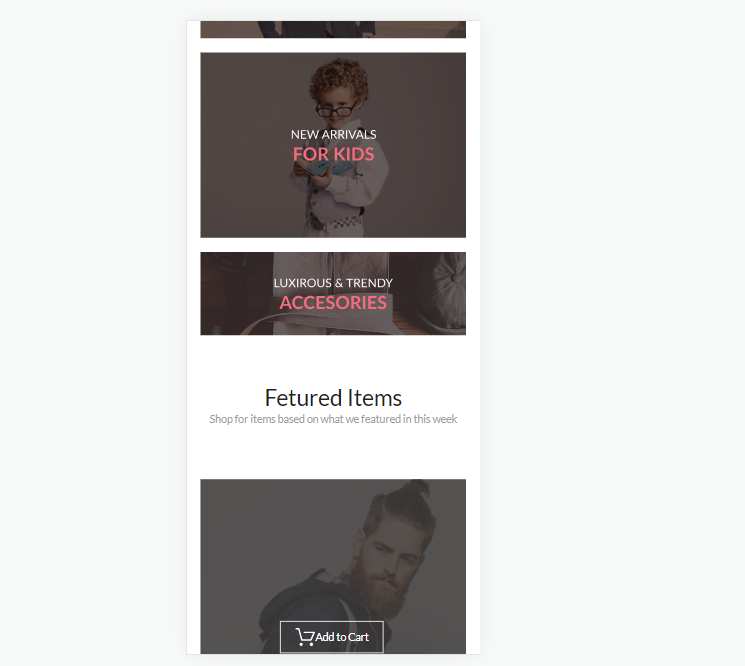 NEW ARRIVALS
FOR KIDS
LUXIROUS & TRENDY
ACCESORIES
Fetured Items
Shop for items based on what we featured in this week
Add to Cart